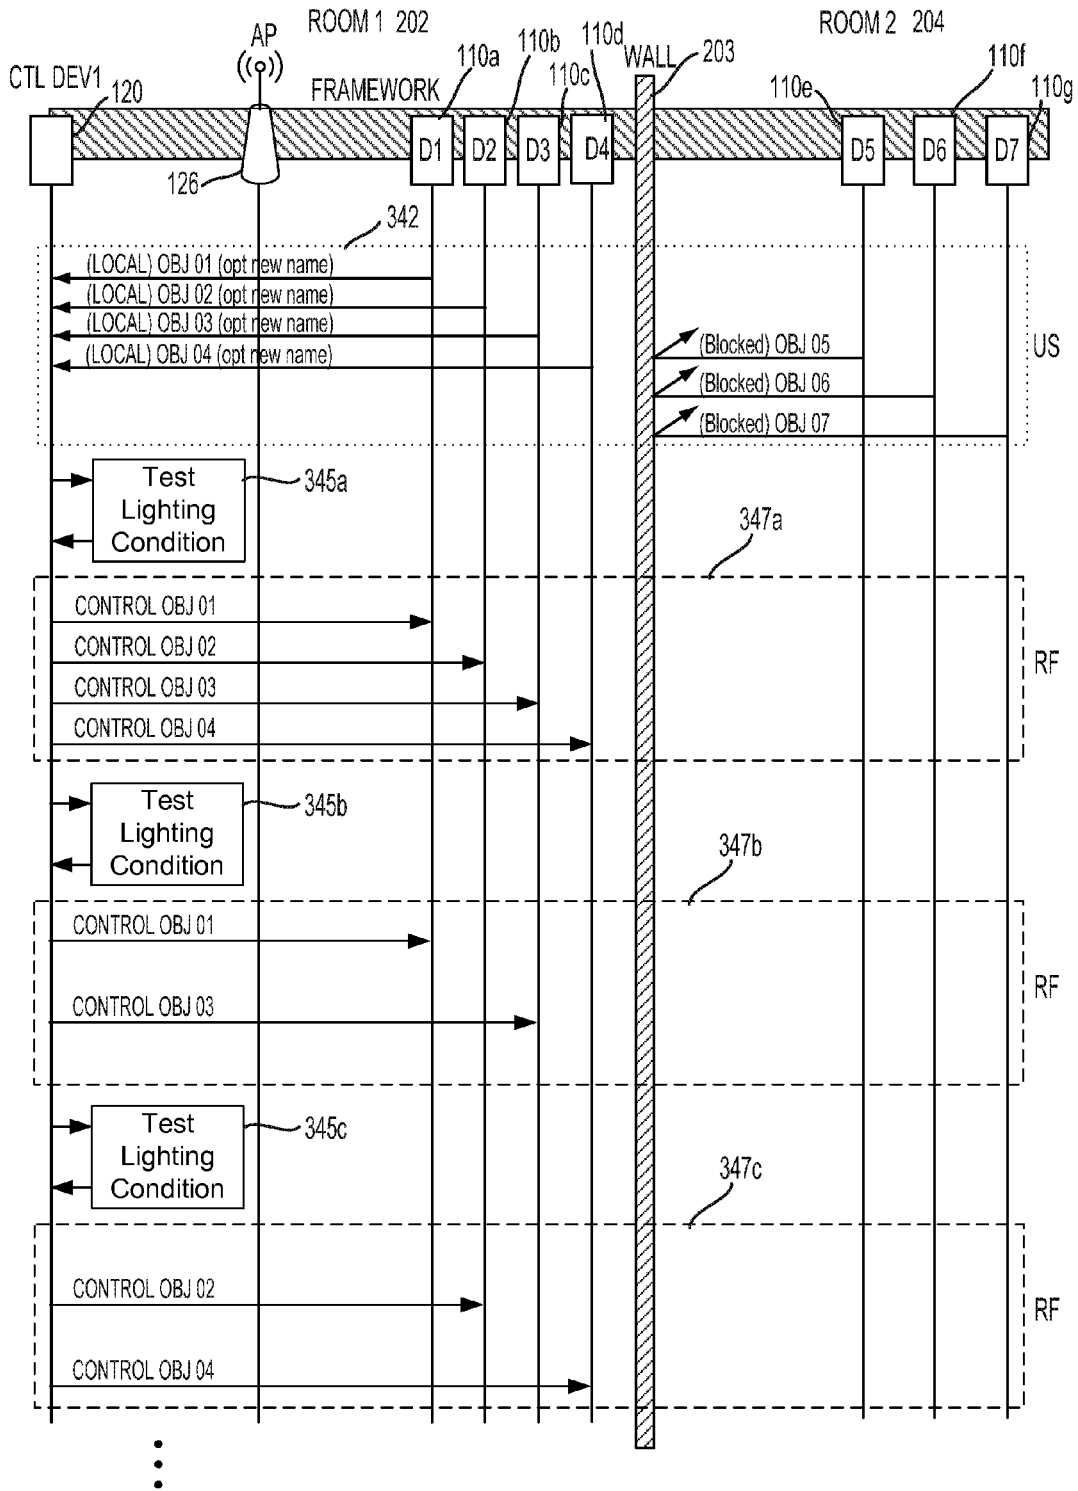 ROOM 1 202
ROOM 2 204
AP
110a
110b
110c
110d
WALL
203
110e
110f
110g
CTL DEV1
120
FRAMEWORK
D1
D2
D3
D4
D5
D6
D7
126
342
(LOCAL) OBJ 01 (opt new name)
(LOCAL) OBJ 02 (opt new name)
(LOCAL) OBJ 03 (opt new name)
(LOCAL) OBJ 04 (opt new name)
(Blocked) OBJ 05
(Blocked) OBJ 06
(Blocked) OBJ 07
US
Test
Lighting
Condition
345a
347a
CONTROL OBJ 01
CONTROL OBJ 02
CONTROL OBJ 03
CONTROL OBJ 04
RF
Test
Lighting
Condition
345b
347b
CONTROL OBJ 01
CONTROL OBJ 03
RF
Test
Lighting
Condition
345c
347c
CONTROL OBJ 02
CONTROL OBJ 04
RF